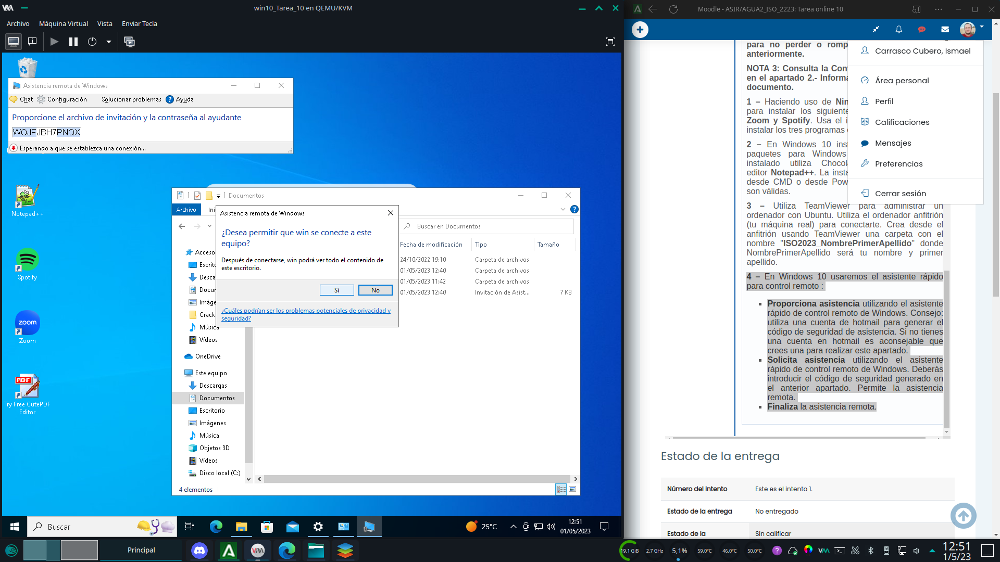 win10_Tarea_10 en QEMU/KVM
Archivo
Máquina Virtual
Vista
Enviar Tecla
Asistencia remota de Windows
Chat
Configuración
Solucionar problemas
Ayuda
Proporcione el archivo de invitación y la contraseña al ayudante
WQJFJBH7PNQX
Esperando a que se establezca una conexión...
Notepad++
Spotify
zoom
Zoom
PDF
Try Free CutePDF
Editor
Documentos
Archivo
Ini
Buscar en Documentos
Fecha de modificación
Tipo
Tamaño
24/10/2022 19:10
Carpeta de archivos
01/05/2023 12:40
Carpeta de archivos
01/05/2023 11:42
Carpeta de archivos
01/05/2023 12:40
Invitación de Asist...
7 KB
Asistencia remota de Windows
¿Desea permitir que win se conecte a este
equipo?
Después de conectarse, win podrá ver todo el contenido de
este escritorio.
Sí
No
¿Cuáles podrían ser los problemas potenciales de privacidad y
seguridad?
Acceso
Escrito
Desca
Docur
Imáge
Crack
Música
Vídeos
OneDrive
Este equipo
Descargas
Documentos
Escritorio
Imágenes
Música
Objetos 3D
Vídeos
Disco local (C:)
4 elementos
Buscar
25°C
12:51
01/05/2023
Moodle - ASIR/AGUA2_ISO_2223: Tarea online 10
para no perder o romp
anteriormente.
NOTA 3: Consulta la Con
en el apartado 2.- Informa
documento.
1 – Haciendo uso de Nin
para instalar los siguiente
Zoom y Spotify. Usa el i
instalar los tres programas
2 – En Windows 10 inst
paquetes para Windows
instalado utiliza Chocol
editor Notepad++. La insta
desde CMD o desde Pow
son válidas.
3 – Utiliza TeamViewer para administrar un
ordenador con Ubuntu. Utiliza el ordenador anfitrión
(tu máquina real) para conectarte. Crea desde el
anfitrión usando TeamViewer una carpeta con el
nombre "ISO2023_NombrePrimerApellido" donde
NombrePrimerApellido será tu nombre y primer
apellido.
4 – En Windows 10 usaremos el asistente rápido
para control remoto :
Proporciona asistencia utilizando el asistente
rápido de control remoto de Windows. Consejo:
utiliza una cuenta de hotmail para generar el
código de seguridad de asistencia. Si no tienes
una cuenta en hotmail es aconsejable que
crees una para realizar este apartado.
Solicita asistencia utilizando el asistente
rápido de control remoto de Windows. Deberás
introducir el código de seguridad generado en
el anterior apartado. Permite la asistencia
remota.
Finaliza la asistencia remota.
Carrasco Cubero, Ismael
Área personal
Perfil
Calificaciones
Mensajes
Preferencias
Cerrar sesión
Estado de la entrega
Número del intento
Este es el intento 1.
Estado de la entrega
No entregado
Estado de la
Sin calificar
Principal
19,1 GiB
2,7 GHz
5,1%
59,0°C
46,0°C
50,0°C
12:51
1/5/23